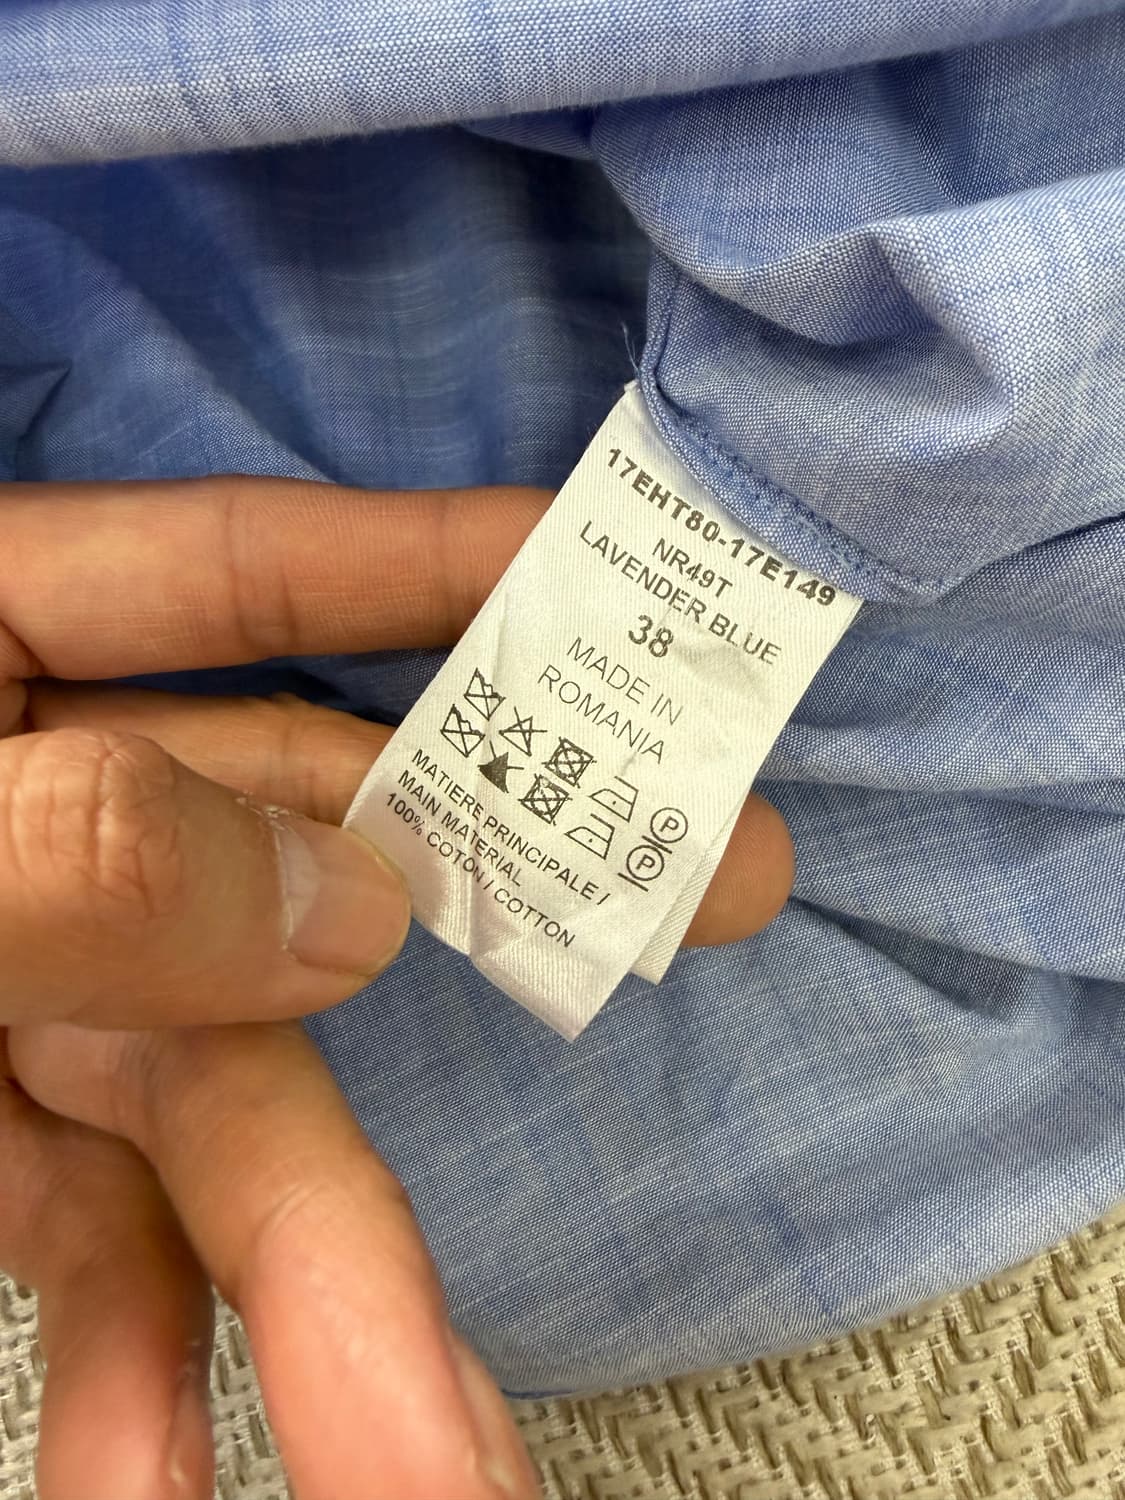 17EHT80-17E149
NR49T
LAVENDER BLUE
38
MADE IN
ROMANIA
P
P
MATIERE PRINCIPALE /
MAIN MATERIAL
100% COTON / COTTON